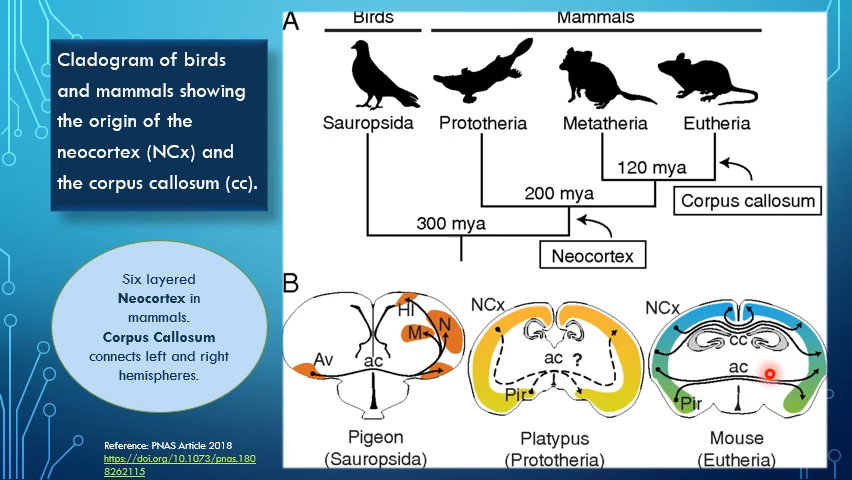 Cladogram of birds
and mammals showing
the origin of the
neocortex (NCx) and
the corpus callosum (cc).
Six layered
Neocortex in
mammals.
Corpus Callosum
connects left and right
hemispheres.
Reference: PNAS Article 2018
https://doi.org/10.1073/pnas.180
8262115
A
Birds Mammals
Sauropsida Prototheria Metatheria Eutheria
120 mya
200 mya
Corpus callosum
300 mya
Neocortex
B
Hl
M
N
Av
ac
Pigeon
(Sauropsida)
NCx
ac ?
Pir
Platypus
(Prototheria)
NCx
cc
ac
Pir
Mouse
(Eutheria)